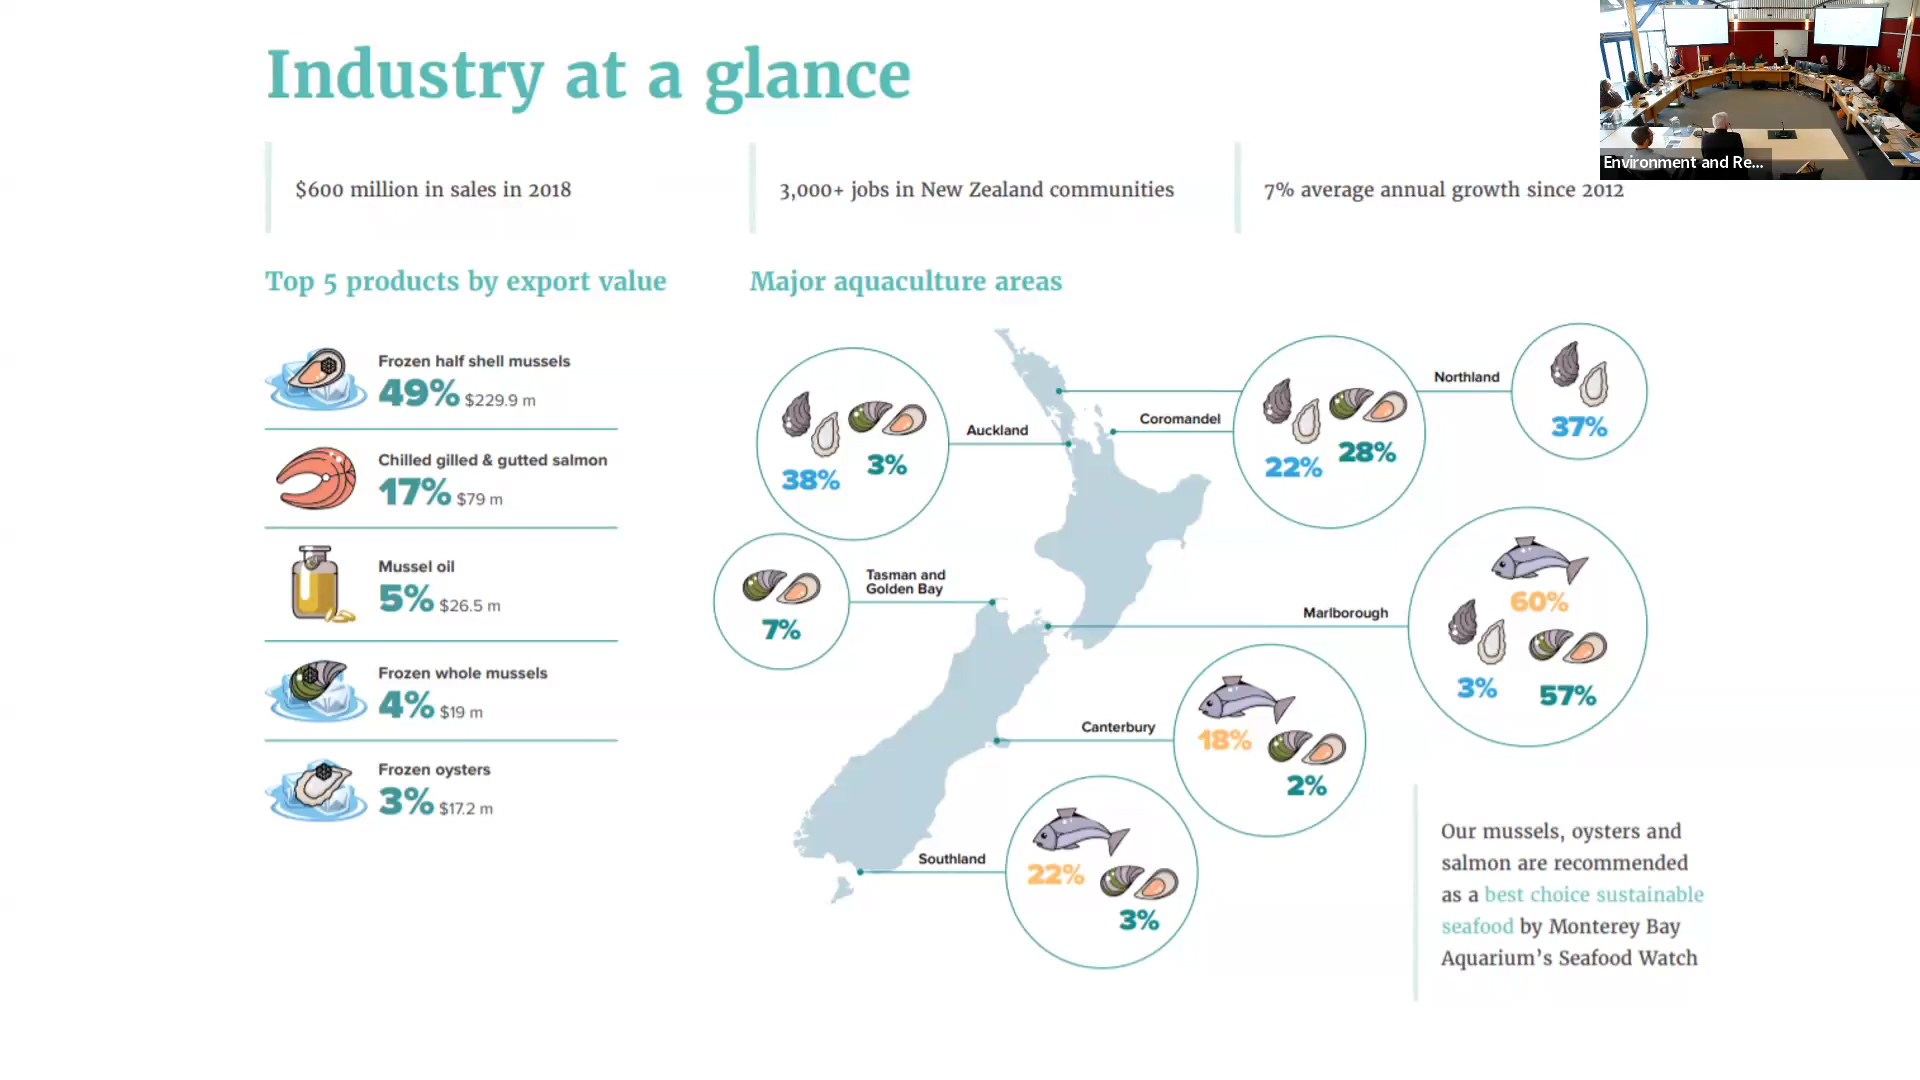 Industry at a glance
$600 million in sales in 2018
3,000+ jobs in New Zealand communities
7% average annual growth since 2012
Environment and Re...
Top 5 products by export value
Frozen half shell mussels
49% $229.9 m
Chilled gilled & gutted salmon
17% $79 m
Mussel oil
5% $26.5 m
Frozen whole mussels
4% $19 m
Frozen oysters
3% $17.2 m
Major aquaculture areas
Auckland
38%
3%
Coromandel
22%
28%
Northland
37%
Tasman and
Golden Bay
7%
Marlborough
60%
3%
57%
Canterbury
18%
2%
Southland
22%
3%
Our mussels, oysters and
salmon are recommended
as a best choice sustainable
seafood by Monterey Bay
Aquarium’s Seafood Watch